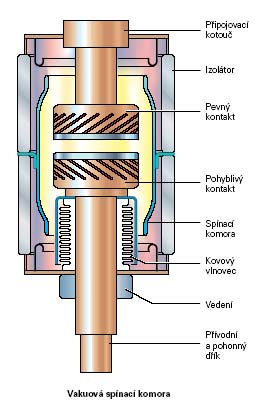 Připojovací
kotouč
Izolátor
Pevný
kontakt
Pohyblivý
kontakt
Spínací
komora
Kovový
vlnovec
Vedení
Přívodní
a pohonný
dřík
Vakuová spínací komora